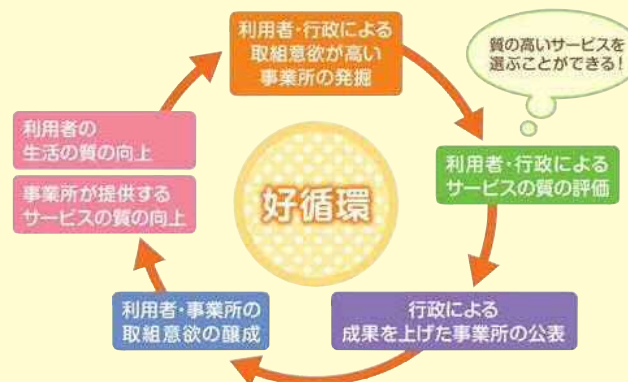 利用者・行政による
取組意欲が高い
事業所の発掘
質の高いサービスを
選ぶことができる！
利用者・行政による
サービスの質の評価
行政による
成果を上げた事業所の公表
利用者・事業所の
取組意欲の醸成
事業所が提供する
サービスの質の向上
利用者の
生活の質の向上
好循環